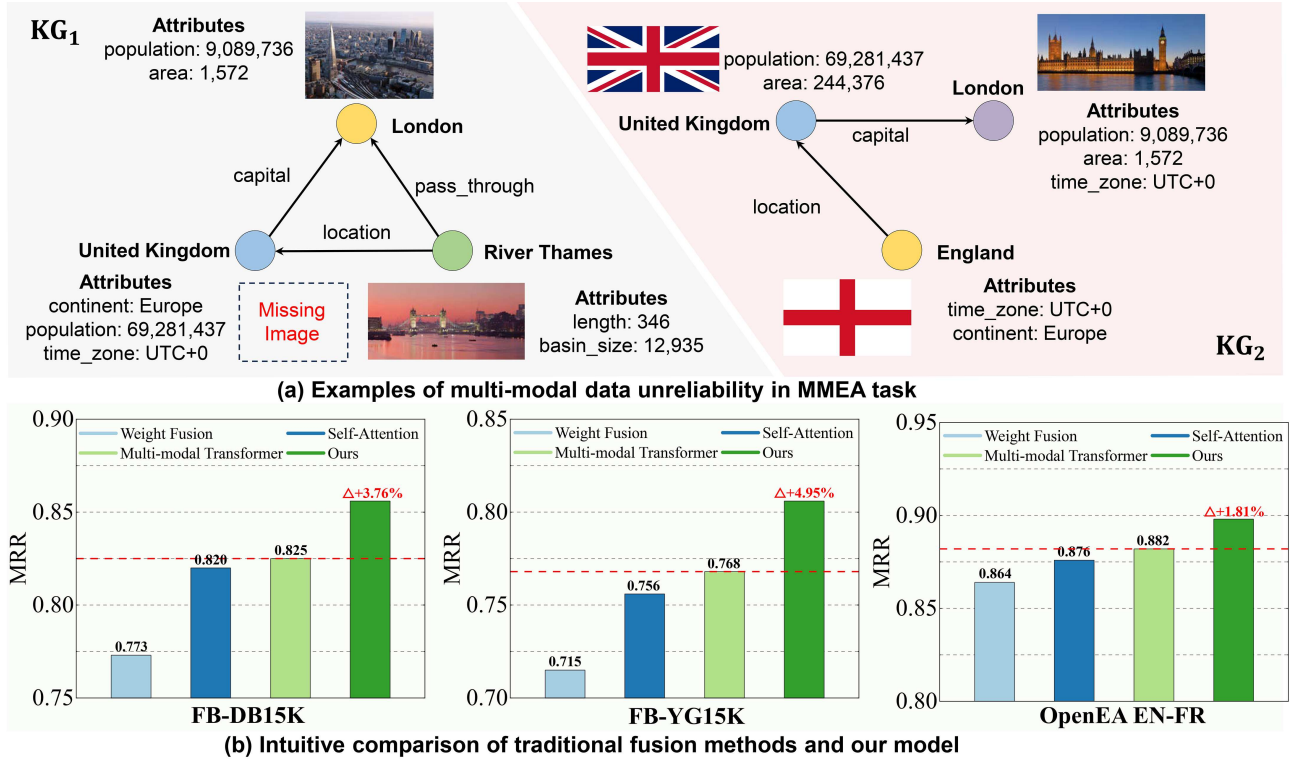 KG₁
Attributes
population: 9,089,736
area: 1,572
London
capital
pass_through
location
United Kingdom
River Thames
Attributes
continent: Europe
population: 69,281,437
time_zone: UTC+0
Missing
Image
Attributes
length: 346
basin_size: 12,935
population: 69,281,437
area: 244,376
United Kingdom
London
capital
Attributes
population: 9,089,736
area: 1,572
time_zone: UTC+0
location
England
Attributes
time_zone: UTC+0
continent: Europe
KG₂
(a) Examples of multi-modal data unreliability in MMEA task
0.90
0.85
0.80
0.75
MRR
Weight Fusion
Self-Attention
Multi-modal Transformer
Ours
0.773
0.820
0.825
△+3.76%
FB-DB15K
0.85
0.80
0.75
0.70
MRR
Weight Fusion
Self-Attention
Multi-modal Transformer
Ours
0.715
0.756
0.768
△+4.95%
FB-YG15K
0.95
0.90
0.85
0.80
MRR
Weight Fusion
Self-Attention
Multi-modal Transformer
Ours
0.864
0.876
0.882
△+1.81%
OpenEA EN-FR
(b) Intuitive comparison of traditional fusion methods and our model